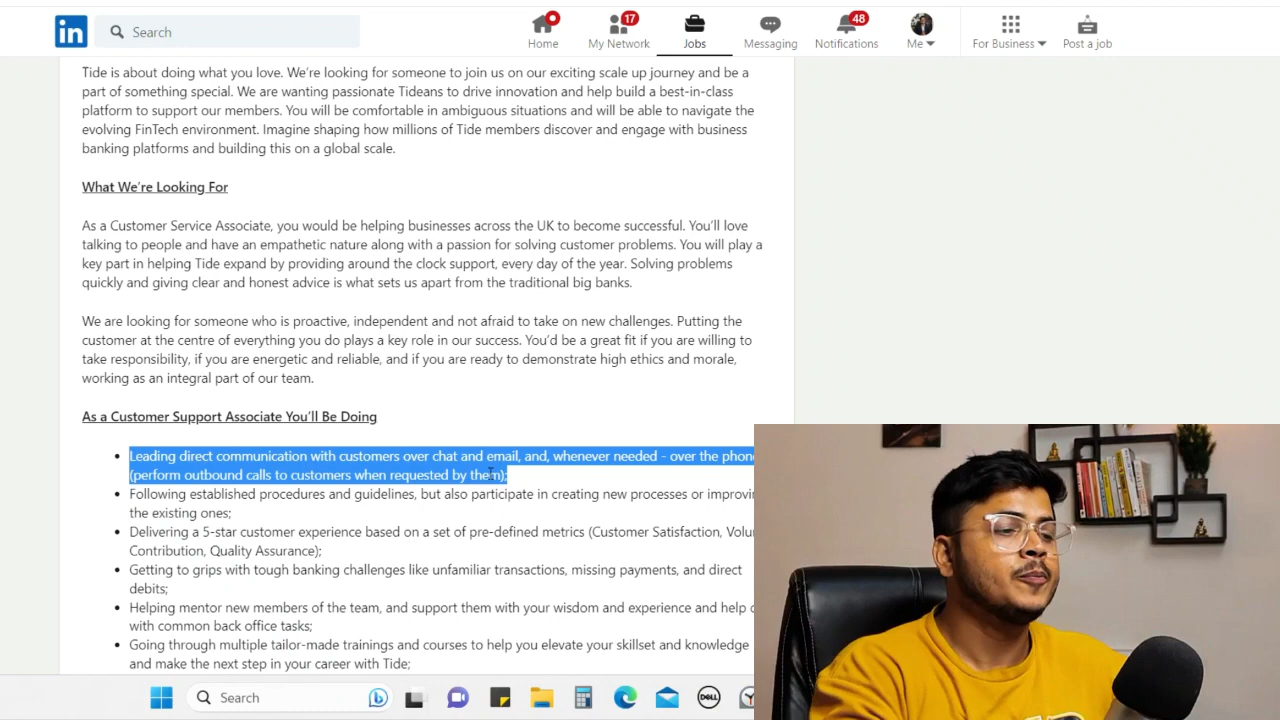 in
Search
Home
17
My Network
Jobs
Messaging
48
Notifications
Me
For Business
Post a job
Tide is about doing what you love. We're looking for someone to join us on our exciting scale up journey and be a
part of something special. We are wanting passionate Tideans to drive innovation and help build a best-in-class
platform to support our members. You will be comfortable in ambiguous situations and will be able to navigate the
evolving FinTech environment. Imagine shaping how millions of Tide members discover and engage with business
banking platforms and building this on a global scale.
What We're Looking For
As a Customer Service Associate, you would be helping businesses across the UK to become successful. You'll love
talking to people and have an empathetic nature along with a passion for solving customer problems. You will play a
key part in helping Tide expand by providing around the clock support, every day of the year. Solving problems
quickly and giving clear and honest advice is what sets us apart from the traditional big banks.
We are looking for someone who is proactive, independent and not afraid to take on new challenges. Putting the
customer at the centre of everything you do plays a key role in our success. You'd be a great fit if you are willing to
take responsibility, if you are energetic and reliable, and if you are ready to demonstrate high ethics and morale,
working as an integral part of our team.
As a Customer Support Associate You'll Be Doing
Leading direct communication with customers over chat and email, and, whenever needed - over the phone
(perform outbound calls to customers when requested by them);
Following established procedures and guidelines, but also participate in creating new processes or
the existing ones;
Delivering a 5-star customer experience based on a set of pre-defined metrics (Customer Satisfaction,
Contribution, Quality Assurance);
Getting to grips with tough banking challenges like unfamiliar transactions, missing payments, and direct
debits;
Helping mentor new members of the team, and support them with your wisdom and experience and help
with common back office tasks;
Going through multiple tailor-made trainings and courses to help you elevate your skillset and knowledge
and make the next step in your career with Tide;
Search
DELL